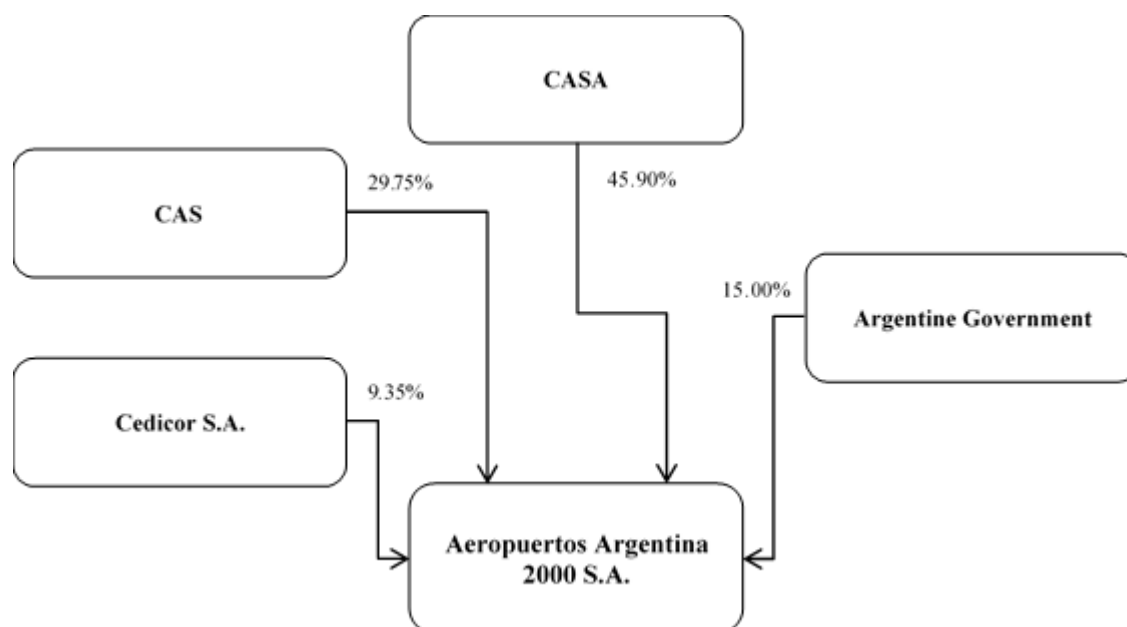 CASA
29.75%
45.90%
CAS
15.00%
Argentine Government
9.35%
Cedicor S.A.
Aeropuertos Argentina
2000 S.A.